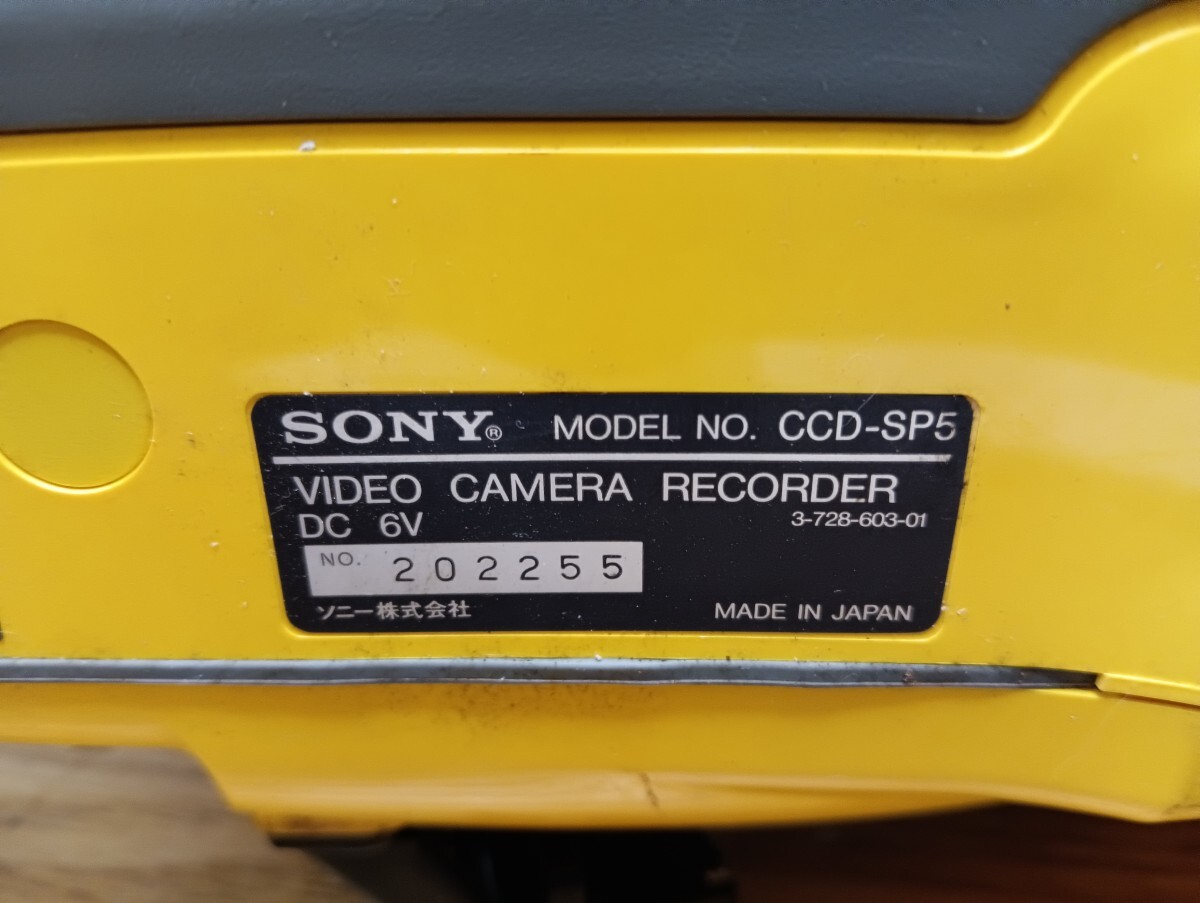 SONY® MODEL NO. CCD-SP5
VIDEO CAMERA RECORDER
DC 6V 3-728-603-01
NO. 202255
ソニー株式会社 MADE IN JAPAN